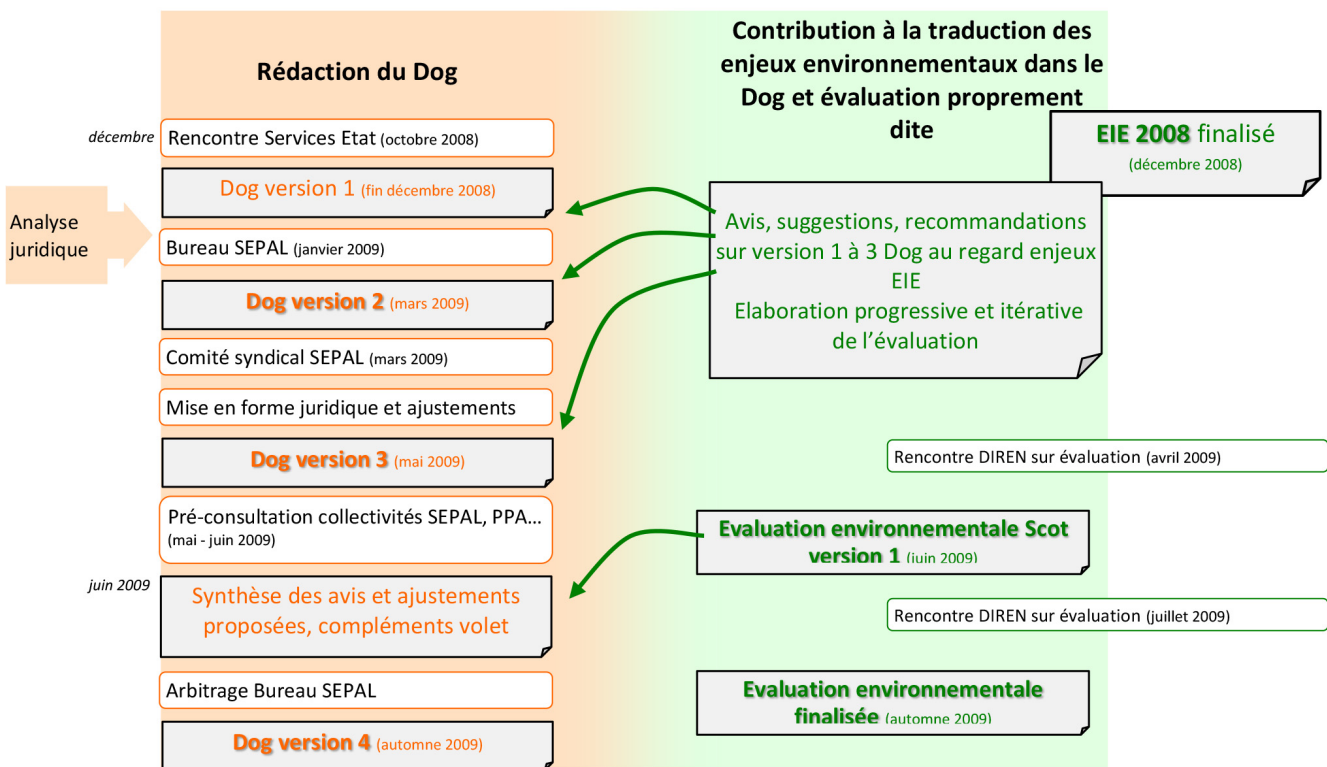 Rédaction du Dog
décembre
Rencontre Services Etat (octobre 2008)
Dog version 1 (fin décembre 2008)
Analyse
juridique
Bureau SEPAL (janvier 2009)
Dog version 2 (mars 2009)
Comité syndical SEPAL (mars 2009)
Mise en forme juridique et ajustements
Dog version 3 (mai 2009)
Pré-consultation collectivités SEPAL, PPA...
(mai - juin 2009)
juin 2009
Synthèse des avis et ajustements
proposées, compléments volet
Arbitrage Bureau SEPAL
Dog version 4 (automne 2009)
Contribution à la traduction des
enjeux environnementaux dans le
Dog et évaluation proprement
dite
EIE 2008 finalisé
(décembre 2008)
Avis, suggestions, recommandations
sur version 1 à 3 Dog au regard enjeux
EIE
Elaboration progressive et itérative
de l'évaluation
Rencontre DIREN sur évaluation (avril 2009)
Evaluation environnementale Scot
version 1 (juin 2009)
Rencontre DIREN sur évaluation (juillet 2009)
Evaluation environnementale
finalisée (automne 2009)